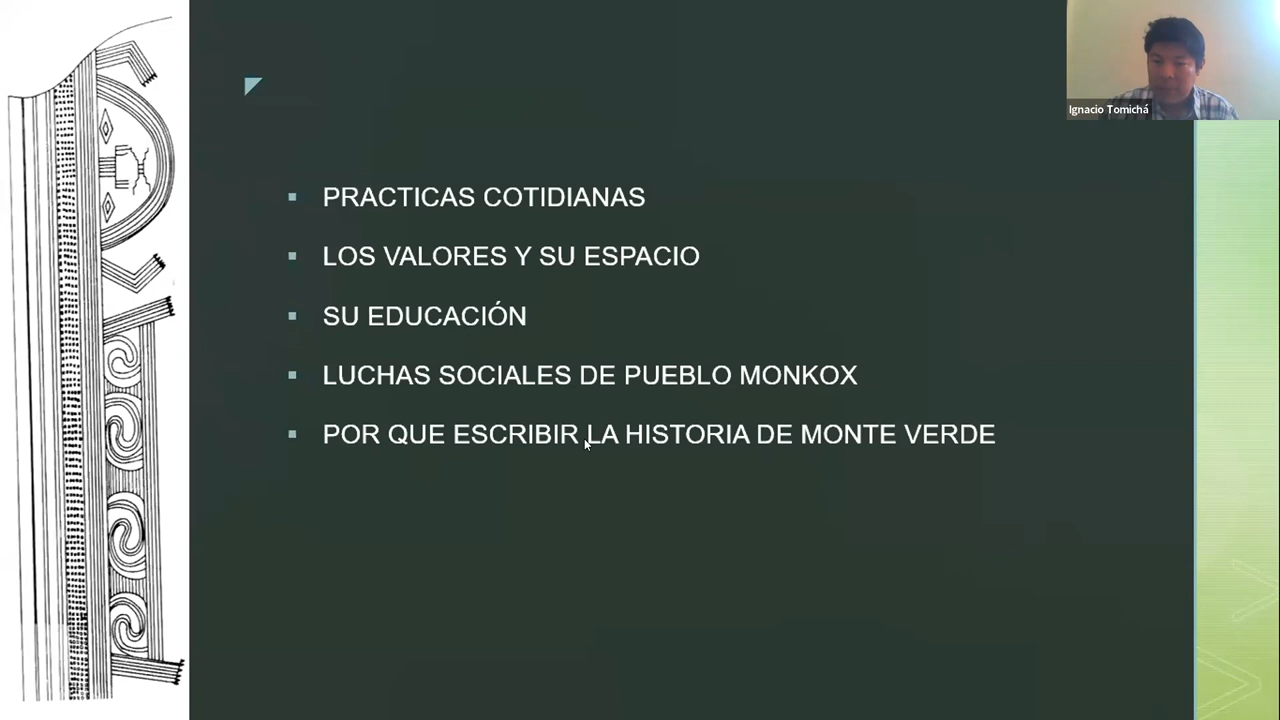 Ignacio Tomichá
PRACTICAS COTIDIANAS
LOS VALORES Y SU ESPACIO
SU EDUCACIÓN
LUCHAS SOCIALES DE PUEBLO MONKOX
POR QUE ESCRIBIR LA HISTORIA DE MONTE VERDE